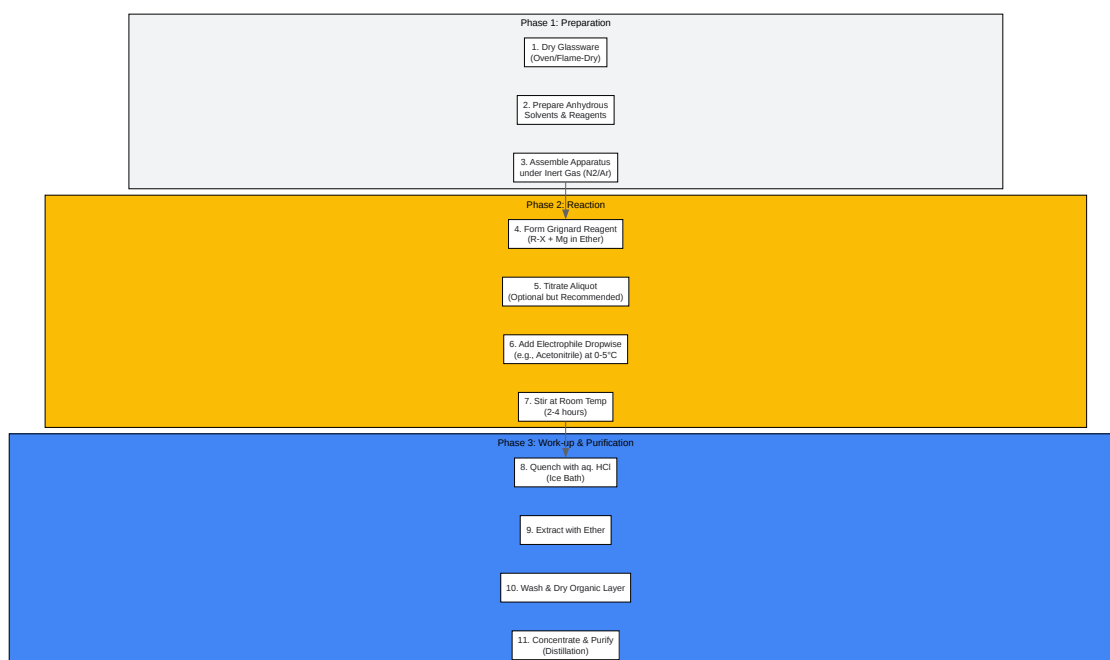 Phase 1: Preparation
1. Dry Glassware
(Oven/Flame-Dry)
2. Prepare Anhydrous
Solvents & Reagents
3. Assemble Apparatus
under Inert Gas (N2/Ar)
Phase 2: Reaction
4. Form Grignard Reagent
(R-X + Mg in Ether)
5. Titrate Aliquot
(Optional but Recommended)
6. Add Electrophile Dropwise
(e.g., Acetonitrile) at 0-5°C
7. Stir at Room Temp
(2-4 hours)
Phase 3: Work-up & Purification
8. Quench with aq. HCl
(Ice Bath)
9. Extract with Ether
10. Wash & Dry Organic Layer
11. Concentrate & Purify
(Distillation)